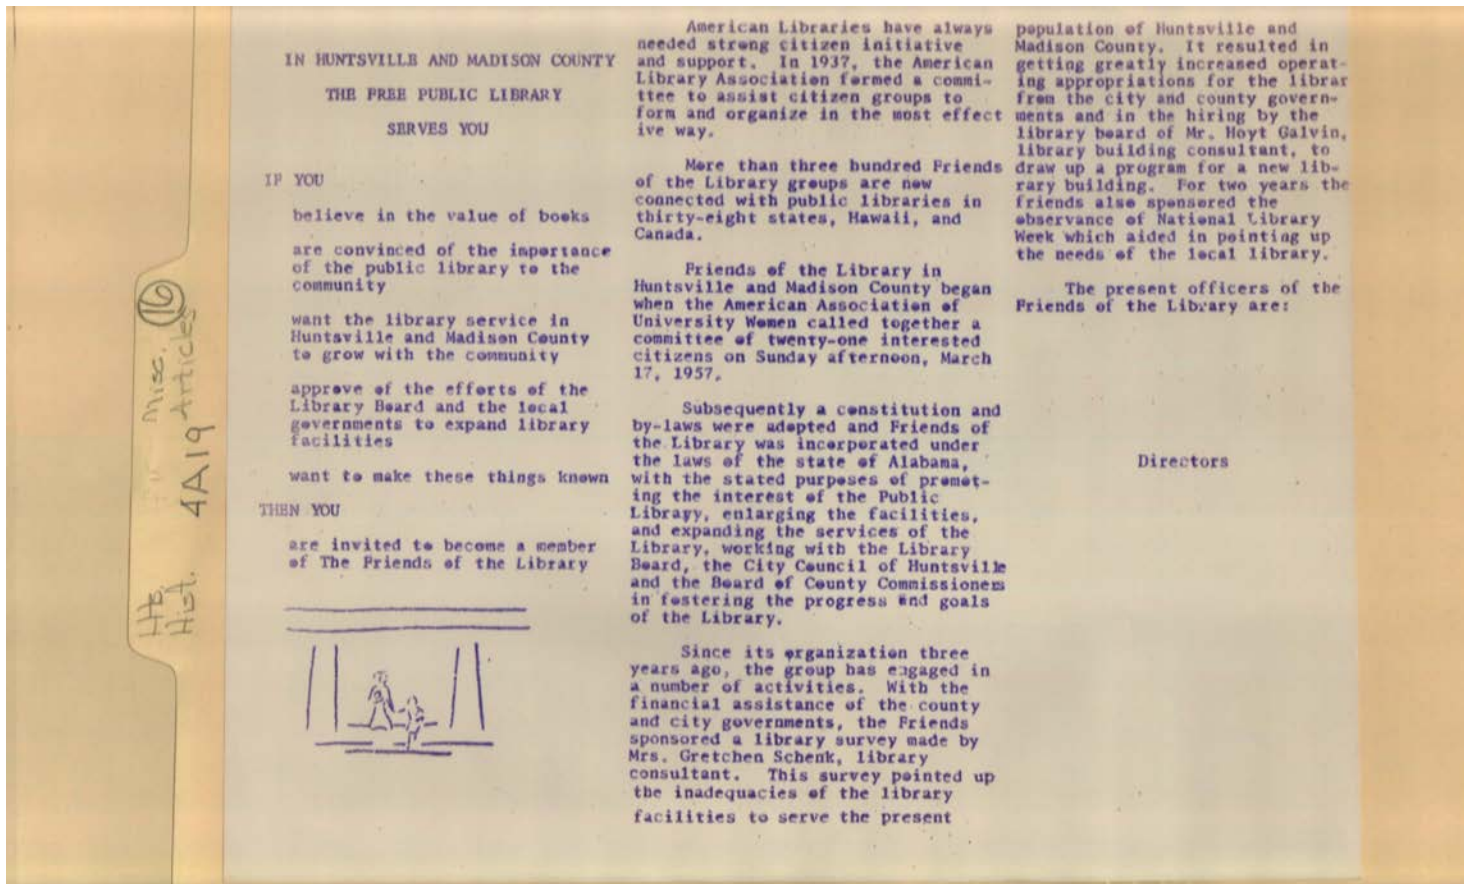 IN HUNTSVILLE AND MADISON COUNTY
THE FREE PUBLIC LIBRARY
SERVES YOU
IF YOU
believe in the value of books
are convinced of the importance
of the public library to the
community
want the library service in
Huntsville and Madison County
to grow with the community
approve of the efforts of the
Library Board and the local
governments to expand library
facilities
want to make these things known
THEN YOU
are invited to become a member
of The Friends of the Library
American Libraries have always
needed strong citizen initiative
and support. In 1937, the American
Library Association formed a commi-
ttee to assist citizen groups to
form and organize in the most effect
ive way.
More than three hundred Friends
of the Library groups are now
connected with public libraries in
thirty-eight states, Hawaii, and
Canada.
Friends of the Library in
Huntsville and Madison County began
when the American Association of
University Women called together a
committee of twenty-one interested
citizens on Sunday afternoon, March
17, 1957.
Subsequently a constitution and
by-laws were adopted and Friends of
the Library was incorporated under
the laws of the state of Alabama,
with the stated purposes of promot-
ing the interest of the Public
Library, enlarging the facilities,
and expanding the services of the
Library, working with the Library
Board, the City Council of Huntsville
and the Board of County Commissioners
in fostering the progress and goals
of the Library.
Since its organization three
years ago, the group has engaged in
a number of activities. With the
financial assistance of the county
and city governments, the Friends
sponsored a library survey made by
Mrs. Gretchen Schenk, library
consultant. This survey pointed up
the inadequacies of the library
facilities to serve the present
population of Huntsville and
Madison County. It resulted in
getting greatly increased operat-
ing appropriations for the librar
from the city and county govern-
ments and in the hiring by the
library board of Mr. Hoyt Galvin,
library building consultant, to
draw up a program for a new lib-
rary building. For two years the
friends also sponsored the
observance of National Library
Week which aided in pointing up
the needs of the local library.
The present officers of the
Friends of the Library are:
Directors
Misc. 16
Hist. 4A19 Articles